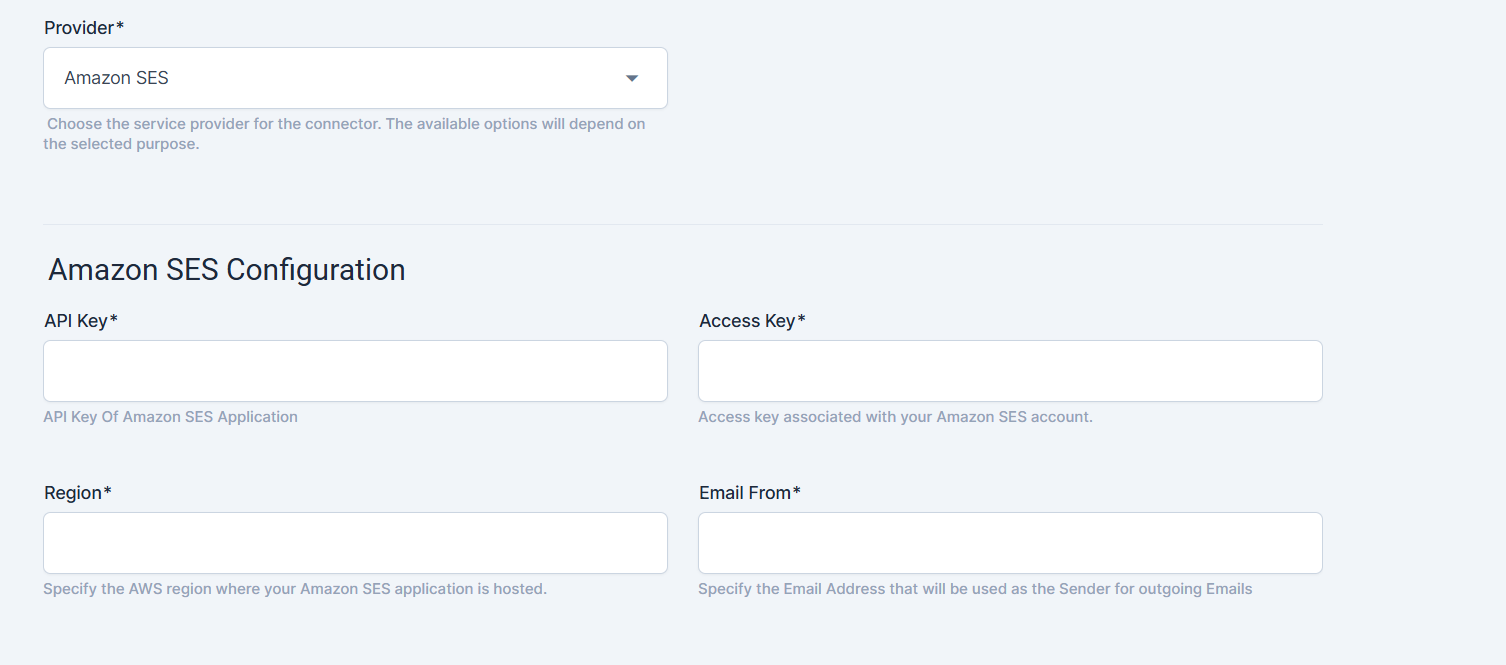 Provider*
Amazon SES
Choose the service provider for the connector. The available options will depend on
the selected purpose.
Amazon SES Configuration
API Key*
Access Key*
API Key Of Amazon SES Application
Access key associated with your Amazon SES account.
Region*
Email From*
Specify the AWS region where your Amazon SES application is hosted.
Specify the Email Address that will be used as the Sender for outgoing Emails